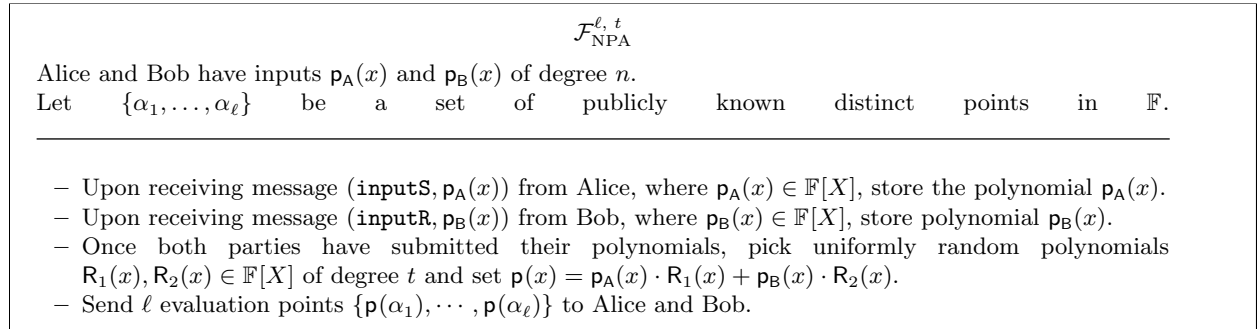 ℱ_NPA^{ℓ, t}
Alice and Bob have inputs p_A(x) and p_B(x) of degree n.
Let {α_1, . . . , α_ℓ} be a set of publicly known distinct points in 𝔽.
– Upon receiving message (inputS, p_A(x)) from Alice, where p_A(x) ∈ 𝔽[X], store the polynomial p_A(x).
– Upon receiving message (inputR, p_B(x)) from Bob, where p_B(x) ∈ 𝔽[X], store polynomial p_B(x).
– Once both parties have submitted their polynomials, pick uniformly random polynomials
R_1(x), R_2(x) ∈ 𝔽[X] of degree t and set p(x) = p_A(x) · R_1(x) + p_B(x) · R_2(x).
– Send ℓ evaluation points {p(α_1), · · · , p(α_ℓ)} to Alice and Bob.